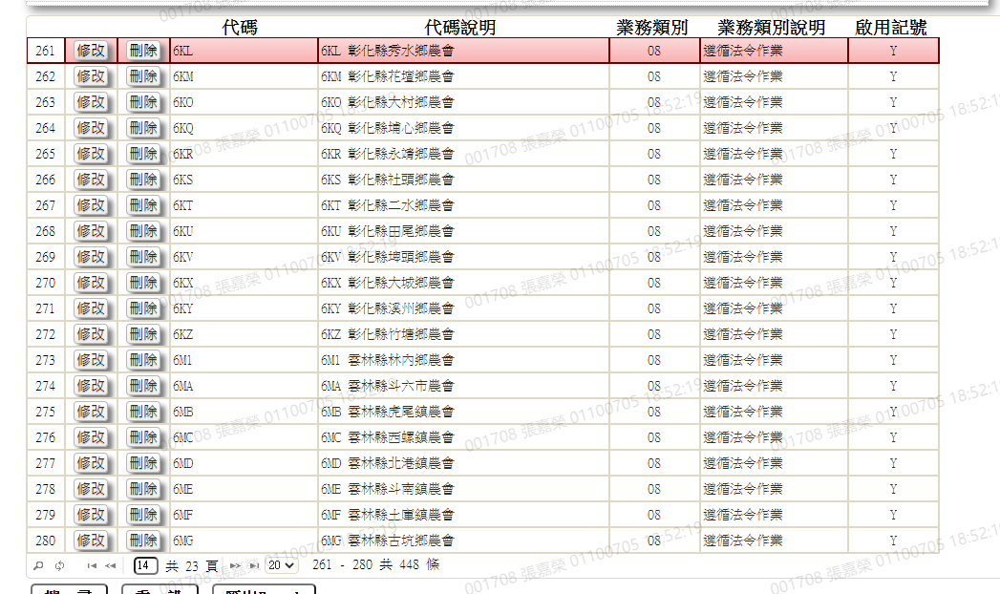 代碼 代碼說明 業務類別 業務類別說明 啟用記號
261 修改 刪除 6KL 6KL 彰化縣秀水鄉農會 08 遵循法令作業 Y
262 修改 刪除 6KM 6KM 彰化縣花壇鄉農會 08 遵循法令作業 Y
263 修改 刪除 6KO 6KO 彰化縣大村鄉農會 08 遵循法令作業 Y
264 修改 刪除 6KQ 6KQ 彰化縣埔心鄉農會 08 遵循法令作業 Y
265 修改 刪除 6KR 6KR 彰化縣永靖鄉農會 08 遵循法令作業 Y
266 修改 刪除 6KS 6KS 彰化縣社頭鄉農會 08 遵循法令作業 Y
267 修改 刪除 6KT 6KT 彰化縣二水鄉農會 08 遵循法令作業 Y
268 修改 刪除 6KU 6KU 彰化縣田尾鄉農會 08 遵循法令作業 Y
269 修改 刪除 6KV 6KV 彰化縣埤頭鄉農會 08 遵循法令作業 Y
270 修改 刪除 6KX 6KX 彰化縣大城鄉農會 08 遵循法令作業 Y
271 修改 刪除 6KY 6KY 彰化縣溪州鄉農會 08 遵循法令作業 Y
272 修改 刪除 6KZ 6KZ 彰化縣竹塘鄉農會 08 遵循法令作業 Y
273 修改 刪除 6M1 6M1 雲林縣林內鄉農會 08 遵循法令作業 Y
274 修改 刪除 6MA 6MA 雲林縣斗六市農會 08 遵循法令作業 Y
275 修改 刪除 6MB 6MB 雲林縣虎尾鎮農會 08 遵循法令作業 Y
276 修改 刪除 6MC 6MC 雲林縣西螺鎮農會 08 遵循法令作業 Y
277 修改 刪除 6MD 6MD 雲林縣北港鎮農會 08 遵循法令作業 Y
278 修改 刪除 6ME 6ME 雲林縣斗南鎮農會 08 遵循法令作業 Y
279 修改 刪除 6MF 6MF 雲林縣土庫鎮農會 08 遵循法令作業 Y
280 修改 刪除 6MG 6MG 雲林縣古坑鄉農會 08 遵循法令作業 Y
14 共 23 頁 20 261 - 280 共 448 條
001708 張嘉榮 01100705 18:52:19